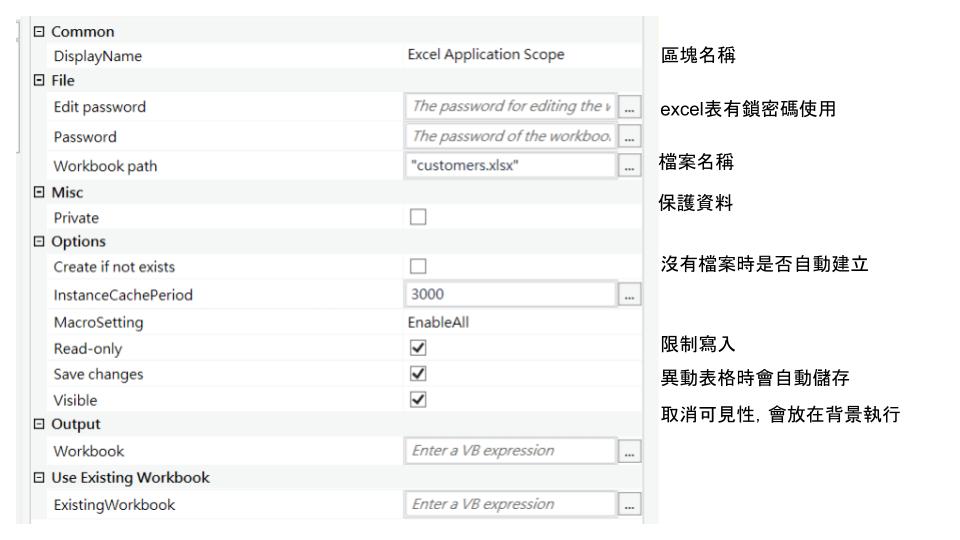 Common
DisplayName Excel Application Scope 區塊名稱
File
Edit password The password for editing the w ... excel表有鎖密碼使用
Password The password of the workboo. ...
Workbook path "customers.xlsx" ... 檔案名稱
Misc
保護資料
Private
Options
Create if not exists 沒有檔案時是否自動建立
InstanceCachePeriod 3000 ...
MacroSetting EnableAll
Read-only 限制寫入
Save changes 異動表格時會自動儲存
Visible 取消可見性, 會放在背景執行
Output
Workbook Enter a VB expression ...
Use Existing Workbook
ExistingWorkbook Enter a VB expression ...